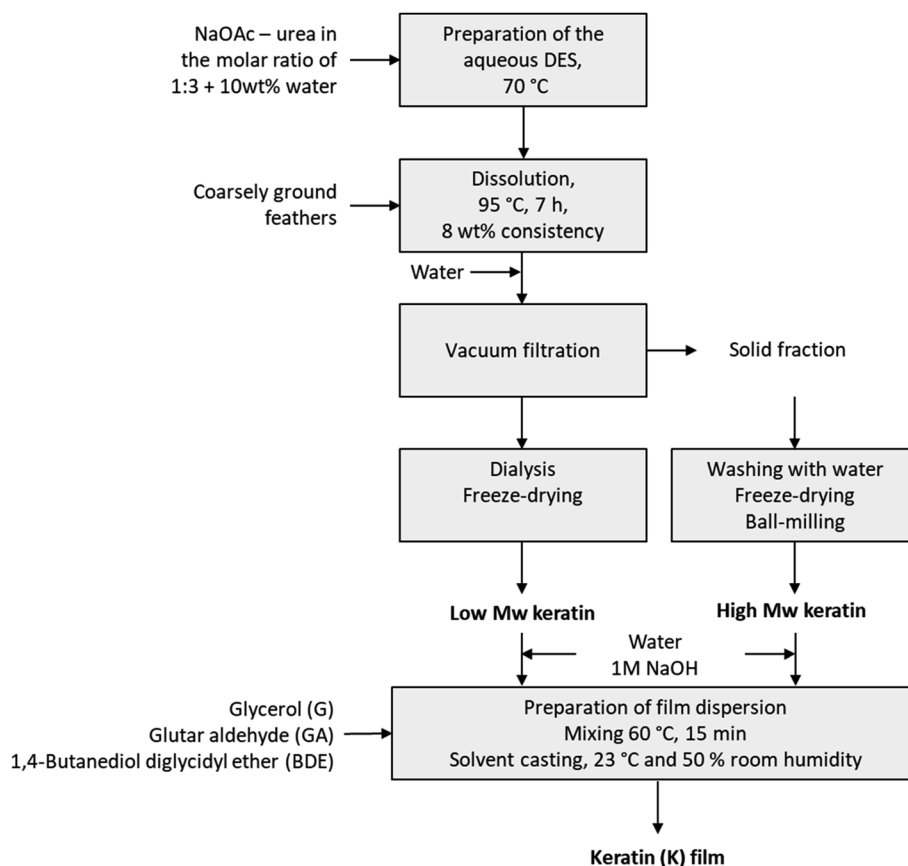 NaOAc – urea in
the molar ratio of
1:3 + 10wt% water
Preparation of the
aqueous DES,
70 °C
Coarsely ground
feathers
Dissolution,
95 °C, 7 h,
8 wt% consistency
Water
Vacuum filtration
Solid fraction
Dialysis
Freeze-drying
Washing with water
Freeze-drying
Ball-milling
Low Mw keratin
High Mw keratin
Water
1M NaOH
Glycerol (G)
Glutar aldehyde (GA)
1,4-Butanediol diglycidyl ether (BDE)
Preparation of film dispersion
Mixing 60 °C, 15 min
Solvent casting, 23 °C and 50 % room humidity
Keratin (K) film